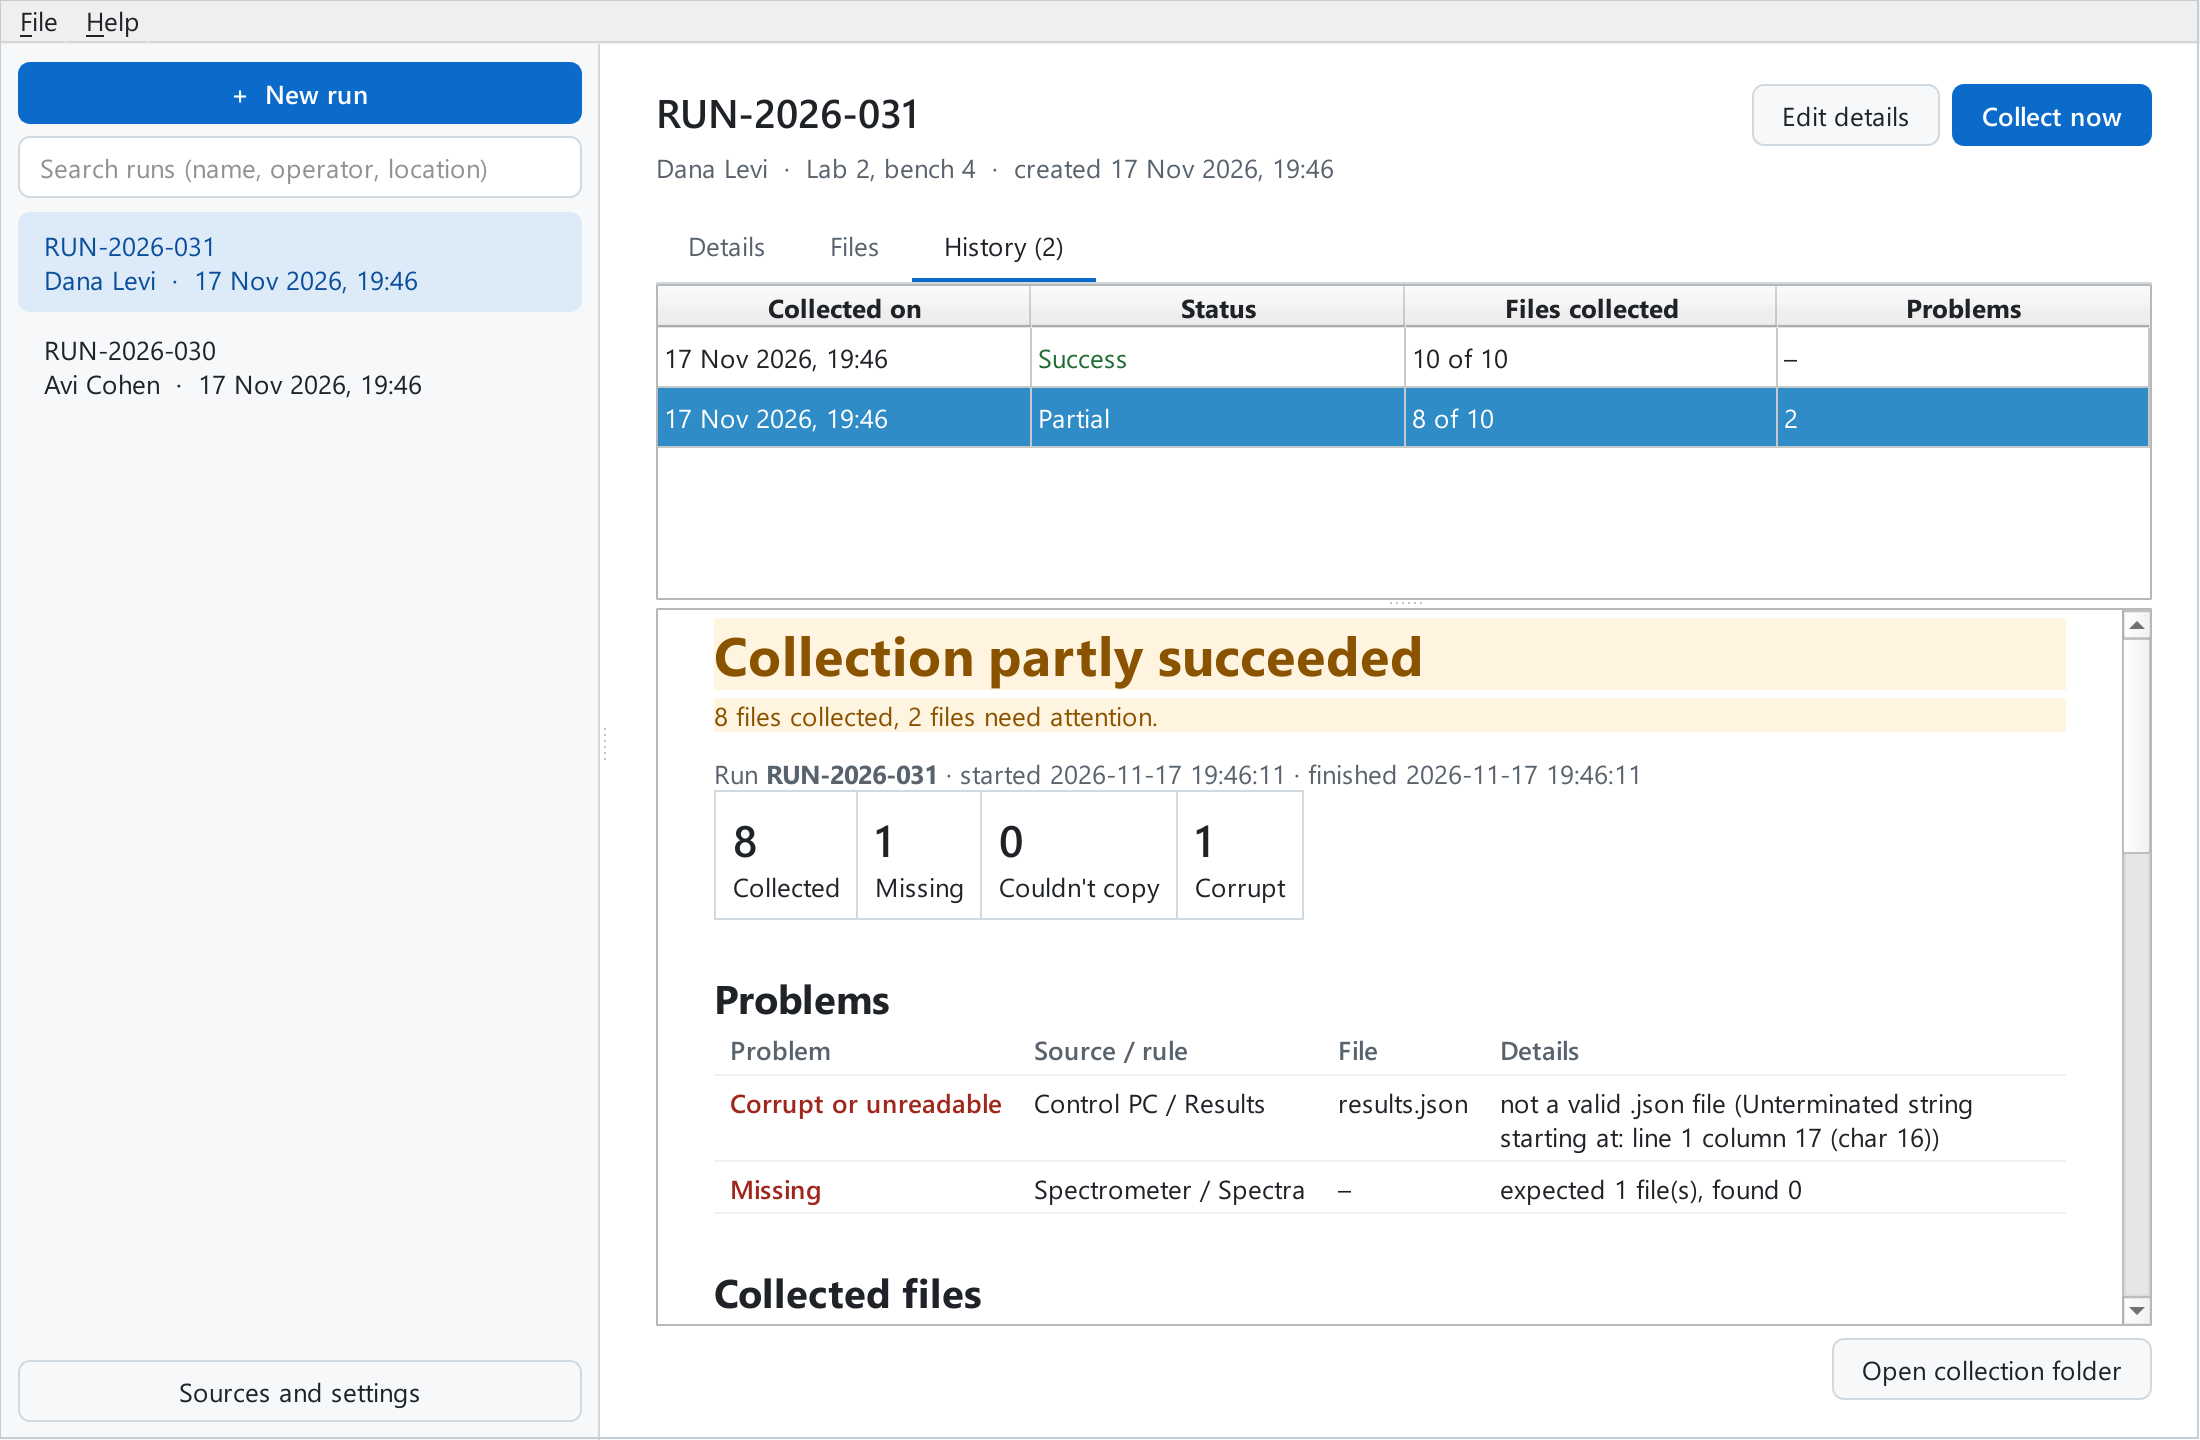 File Help
+ New run
Search runs (name, operator, location)
RUN-2026-031
Dana Levi · 17 Nov 2026, 19:46
RUN-2026-030
Avi Cohen · 17 Nov 2026, 19:46
Sources and settings
RUN-2026-031
Edit details
Collect now
Dana Levi · Lab 2, bench 4 · created 17 Nov 2026, 19:46
Details Files History (2)
Collected on Status Files collected Problems
17 Nov 2026, 19:46 Success 10 of 10 –
17 Nov 2026, 19:46 Partial 8 of 10 2
Collection partly succeeded
8 files collected, 2 files need attention.
Run RUN-2026-031 · started 2026-11-17 19:46:11 · finished 2026-11-17 19:46:11
8 1 0 1
Collected Missing Couldn't copy Corrupt
Problems
Problem Source / rule File Details
Corrupt or unreadable Control PC / Results results.json not a valid .json file (Unterminated string
starting at: line 1 column 17 (char 16))
Missing Spectrometer / Spectra – expected 1 file(s), found 0
Collected files
Open collection folder